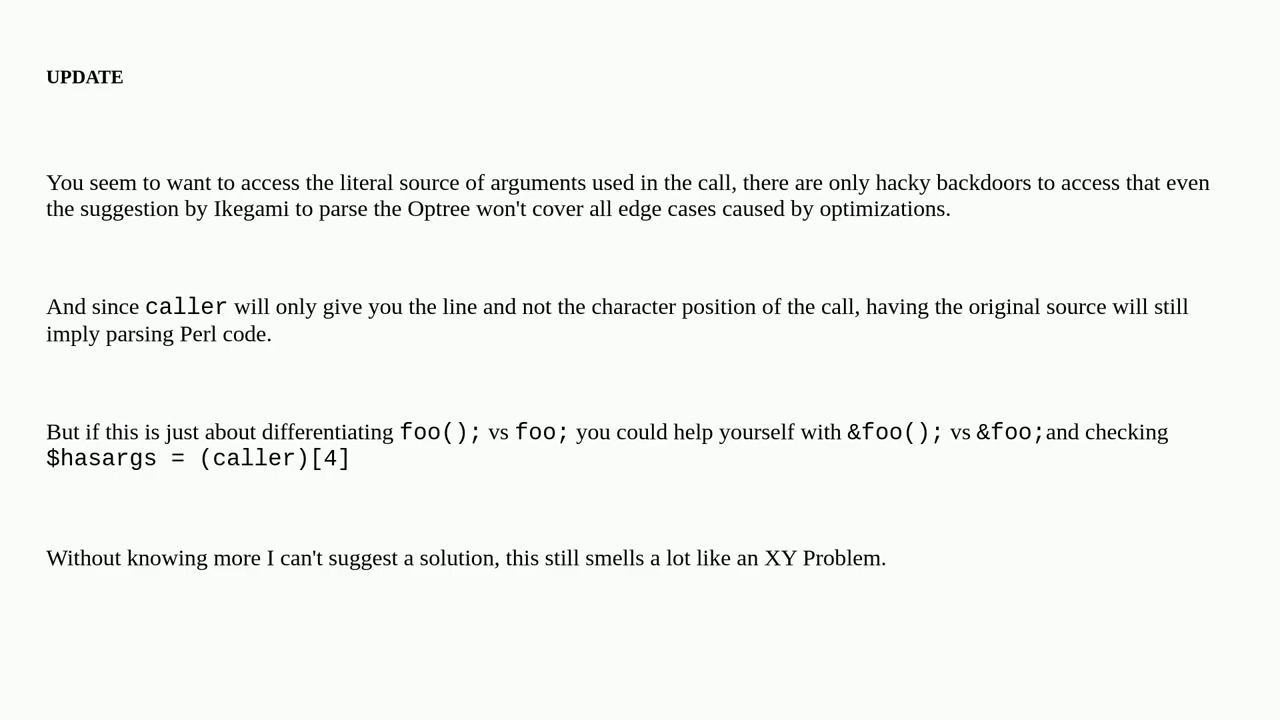 UPDATE
You seem to want to access the literal source of arguments used in the call, there are only hacky backdoors to access that even
the suggestion by Ikegami to parse the Optree won't cover all edge cases caused by optimizations.
And since caller will only give you the line and not the character position of the call, having the original source will still
imply parsing Perl code.
But if this is just about differentiating foo(); vs foo; you could help yourself with &foo(); vs &foo;and checking
$hasargs = (caller)[4]
Without knowing more I can't suggest a solution, this still smells a lot like an XY Problem.